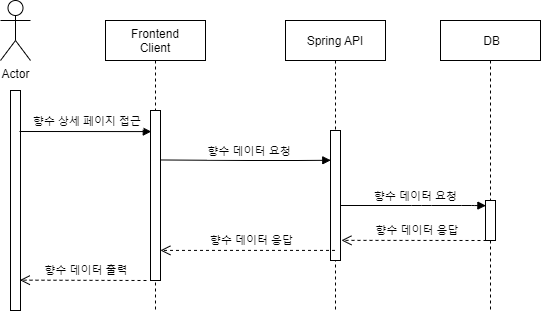 Frontend
Client
Spring API
DB
Actor
향수 상세 페이지 접근
향수 데이터 요청
향수 데이터 요청
향수 데이터 응답
향수 데이터 응답
향수 데이터 출력